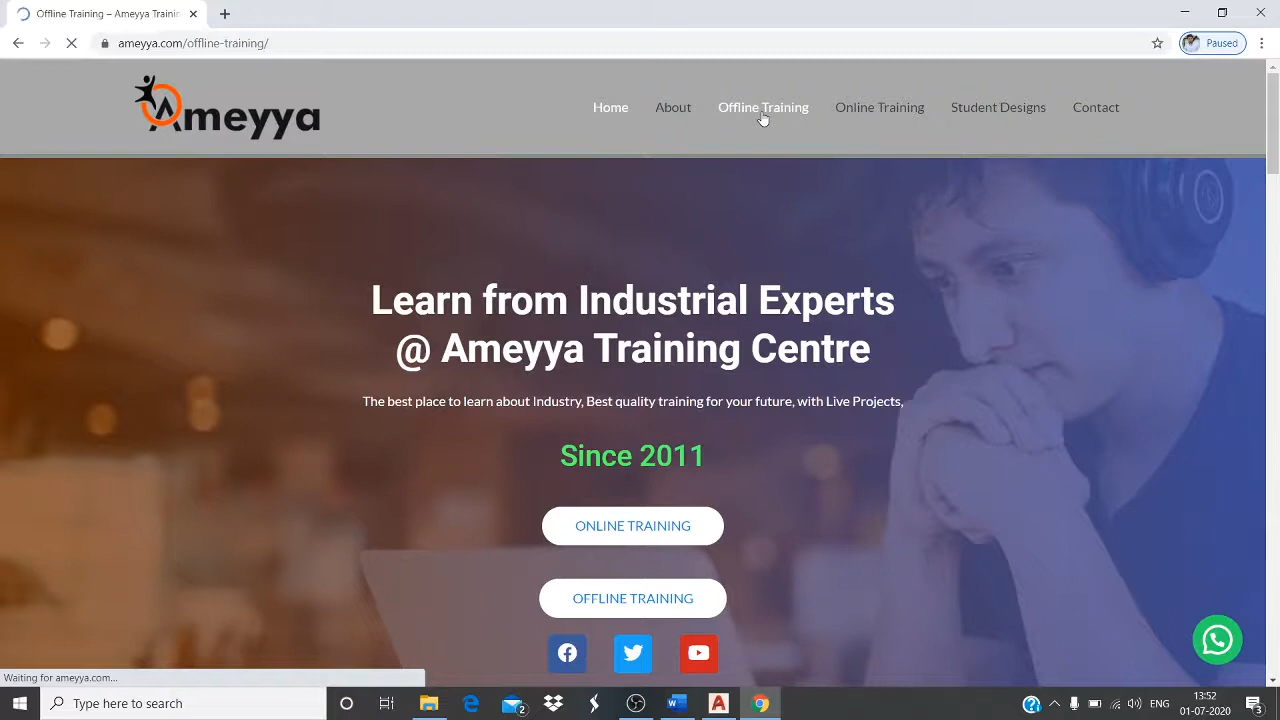 Offline Training – Ameyya Trainin
ameyya.com/offline-training/
Paused
Ameyya
Home About Offline Training Online Training Student Designs Contact
Learn from Industrial Experts
@ Ameyya Training Centre
The best place to learn about Industry, Best quality training for your future, with Live Projects,
Since 2011
ONLINE TRAINING
OFFLINE TRAINING
Waiting for ameyya.com...
Type here to search
2
ENG
13:52
01-07-2020
3